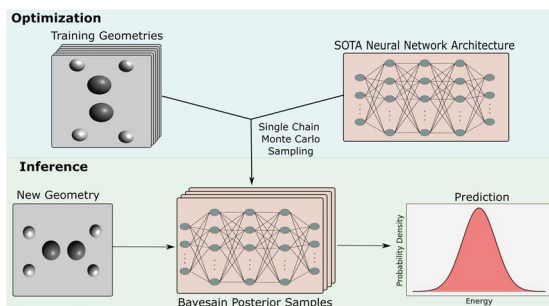 Optimization
Training Geometries
SOTA Neural Network Architecture
Single Chain
Monte Carlo
Sampling
Inference
New Geometry
Bayesain Posterior Samples
Prediction
Probability Density
Energy